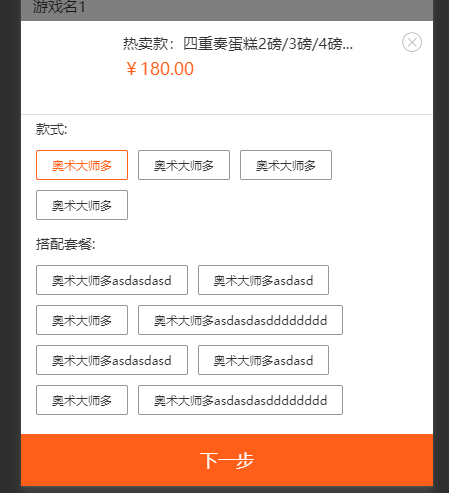 游戏名1
热卖款：四重奏蛋糕2磅/3磅/4磅...
￥180.00
款式:
奥术大师多 奥术大师多 奥术大师多
奥术大师多
搭配套餐:
奥术大师多asdasdasd 奥术大师多asdasd
奥术大师多 奥术大师多asdasdasdddddddd
奥术大师多asdasdasd 奥术大师多asdasd
奥术大师多 奥术大师多asdasdasdddddddd
下一步